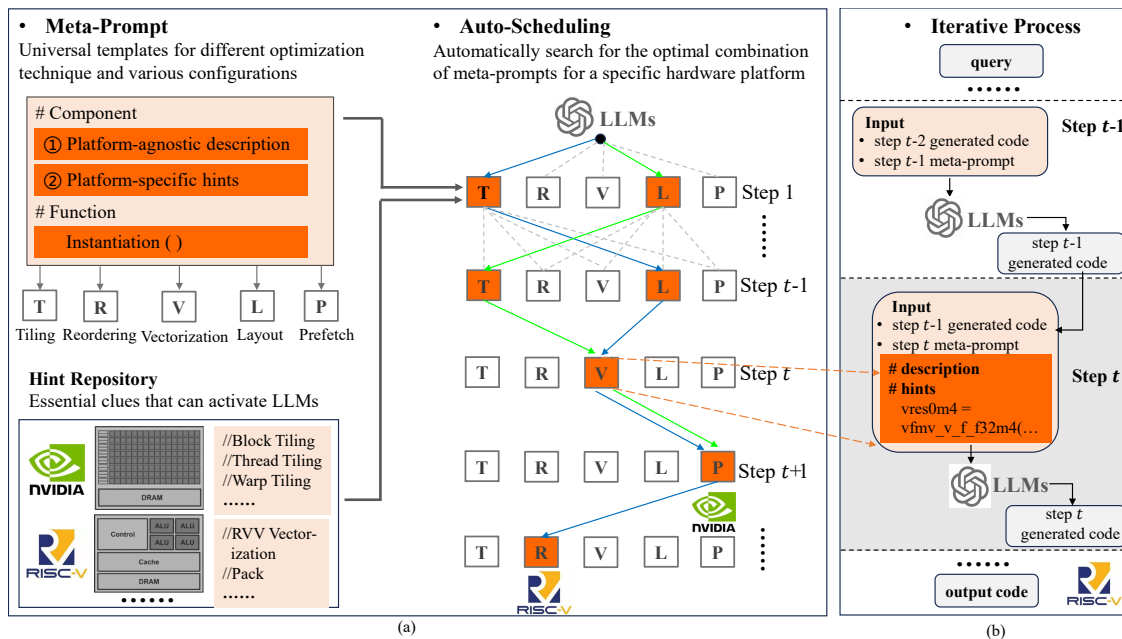 • Meta-Prompt
Universal templates for different optimization
technique and various configurations
# Component
① Platform-agnostic description
② Platform-specific hints
# Function
Instantiation ( )
T R V L P
Tiling Reordering Vectorization Layout Prefetch
Hint Repository
Essential clues that can activate LLMs
NVIDIA
DRAM
//Block Tiling
//Thread Tiling
//Warp Tiling
......
RISC-V
Control
ALU ALU
ALU ALU
Cache
DRAM
......
//RVV Vector-
ization
//Pack
......
• Auto-Scheduling
Automatically search for the optimal combination
of meta-prompts for a specific hardware platform
LLMs
T R V L P Step 1
T R V L P Step t-1
T R V L P Step t
T R V L P Step t+1
NVIDIA
T R V L P
RISC-V
(a)
• Iterative Process
query
......
Step t-1
Input
• step t-2 generated code
• step t-1 meta-prompt
LLMs
step t-1
generated code
Step t
Input
• step t-1 generated code
• step t meta-prompt
# description
# hints
vres0m4 =
vfmv_v_f_f32m4(…
LLMs
step t
generated code
......
output code
RISC-V
(b)